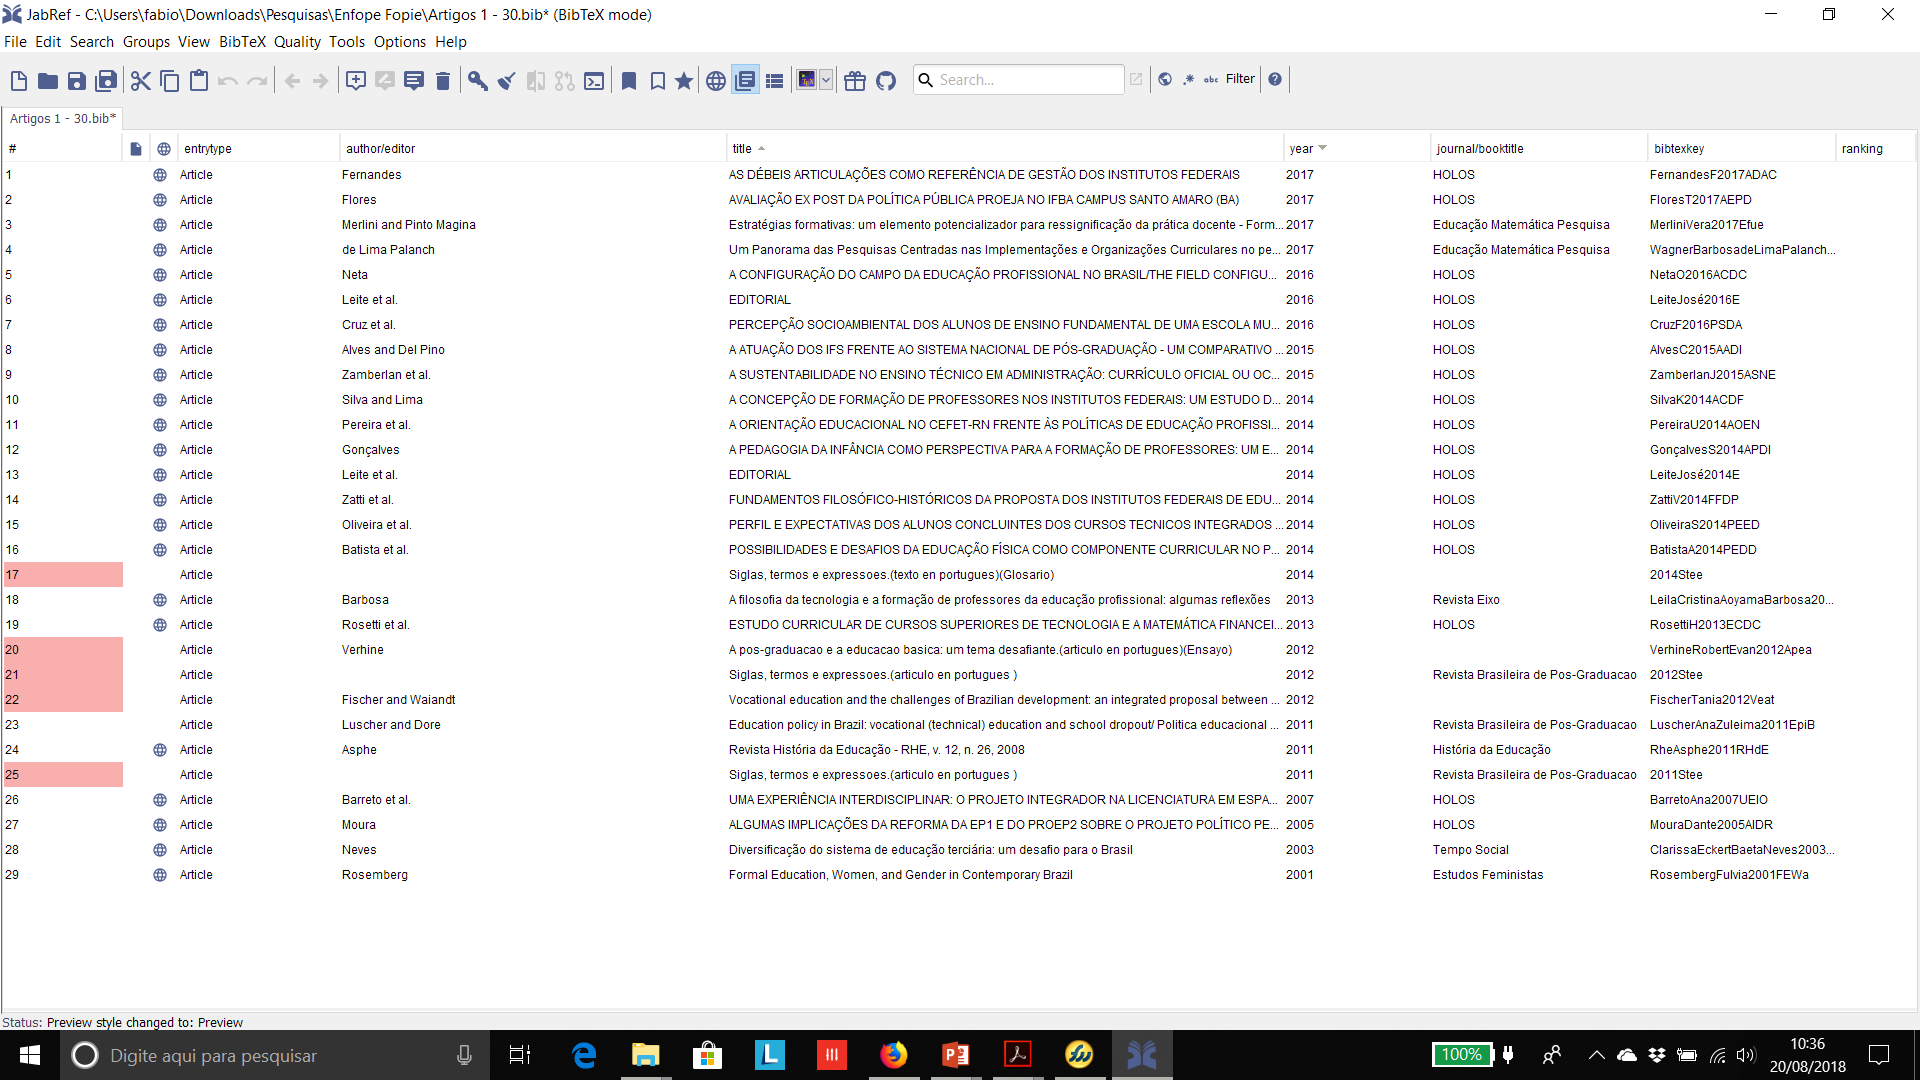 JabRef - C:\Users\fabio\Downloads\Pesquisas\Enfope Fopie\Artigos 1 - 30.bib* (BibTeX mode)
File Edit Search Groups View BibTeX Quality Tools Options Help
Search... abc Filter
Artigos 1 - 30.bib*
# entrytype author/editor title year journal/booktitle bibtexkey ranking
1 Article Fernandes AS DÉBEIS ARTICULAÇÕES COMO REFERÊNCIA DE GESTÃO DOS INSTITUTOS FEDERAIS 2017 HOLOS FernandesF2017ADAC
2 Article Flores AVALIAÇÃO EX POST DA POLÍTICA PÚBLICA PROEJA NO IFBA CAMPUS SANTO AMARO (BA) 2017 HOLOS FloresT2017AEPD
3 Article Merlini and Pinto Magina Estratégias formativas: um elemento potencializador para ressignificação da prática docente - Form... 2017 Educação Matemática Pesquisa MerliniVera2017Efue
4 Article de Lima Palanch Um Panorama das Pesquisas Centradas nas Implementações e Organizações Curriculares no pe... 2017 Educação Matemática Pesquisa WagnerBarbosadeLimaPalanch...
5 Article Neta A CONFIGURAÇÃO DO CAMPO DA EDUCAÇÃO PROFISSIONAL NO BRASIL/THE FIELD CONFIGU... 2016 HOLOS NetaO2016ACDC
6 Article Leite et al. EDITORIAL 2016 HOLOS LeiteJosé2016E
7 Article Cruz et al. PERCEPÇÃO SOCIOAMBIENTAL DOS ALUNOS DE ENSINO FUNDAMENTAL DE UMA ESCOLA MU... 2016 HOLOS CruzF2016PSDA
8 Article Alves and Del Pino A ATUAÇÃO DOS IFS FRENTE AO SISTEMA NACIONAL DE PÓS-GRADUAÇÃO - UM COMPARATIVO ... 2015 HOLOS AlvesC2015AADI
9 Article Zamberlan et al. A SUSTENTABILIDADE NO ENSINO TÉCNICO EM ADMINISTRAÇÃO: CURRÍCULO OFICIAL OU OC... 2015 HOLOS ZamberlanJ2015ASNE
10 Article Silva and Lima A CONCEPÇÃO DE FORMAÇÃO DE PROFESSORES NOS INSTITUTOS FEDERAIS: UM ESTUDO D... 2014 HOLOS SilvaK2014ACDF
11 Article Pereira et al. A ORIENTAÇÃO EDUCACIONAL NO CEFET-RN FRENTE ÀS POLÍTICAS DE EDUCAÇÃO PROFISSI... 2014 HOLOS PereiraU2014AOEN
12 Article Gonçalves A PEDAGOGIA DA INFÂNCIA COMO PERSPECTIVA PARA A FORMAÇÃO DE PROFESSORES: UM E... 2014 HOLOS GonçalvesS2014APDI
13 Article Leite et al. EDITORIAL 2014 HOLOS LeiteJosé2014E
14 Article Zatti et al. FUNDAMENTOS FILOSÓFICO-HISTÓRICOS DA PROPOSTA DOS INSTITUTOS FEDERAIS DE EDU... 2014 HOLOS ZattiV2014FFDP
15 Article Oliveira et al. PERFIL E EXPECTATIVAS DOS ALUNOS CONCLUINTES DOS CURSOS TECNICOS INTEGRADOS ... 2014 HOLOS OliveiraS2014PEED
16 Article Batista et al. POSSIBILIDADES E DESAFIOS DA EDUCAÇÃO FÍSICA COMO COMPONENTE CURRICULAR NO P... 2014 HOLOS BatistaA2014PEDD
17 Article Siglas, termos e expressoes.(texto en portugues)(Glosario) 2014 2014Stee
18 Article Barbosa A filosofia da tecnologia e a formação de professores da educação profissional: algumas reflexões 2013 Revista Eixo LeilaCristinaAoyamaBarbosa20...
19 Article Rosetti et al. ESTUDO CURRICULAR DE CURSOS SUPERIORES DE TECNOLOGIA E A MATEMÁTICA FINANCEI... 2013 HOLOS RosettiH2013ECDC
20 Article Verhine A pos-graduacao e a educacao basica: um tema desafiante.(articulo en portugues)(Ensayo) 2012 VerhineRobertEvan2012Apea
21 Article Siglas, termos e expressoes.(articulo en portugues ) 2012 Revista Brasileira de Pos-Graduacao 2012Stee
22 Article Fischer and Waiandt Vocational education and the challenges of Brazilian development: an integrated proposal between ... 2012 FischerTania2012Veat
23 Article Luscher and Dore Education policy in Brazil: vocational (technical) education and school dropout/ Politica educacional ... 2011 Revista Brasileira de Pos-Graduacao LuscherAnaZuleima2011EpiB
24 Article Asphe Revista História da Educação - RHE, v. 12, n. 26, 2008 2011 História da Educação RheAsphe2011RHdE
25 Article Siglas, termos e expressoes.(articulo en portugues ) 2011 Revista Brasileira de Pos-Graduacao 2011Stee
26 Article Barreto et al. UMA EXPERIÊNCIA INTERDISCIPLINAR: O PROJETO INTEGRADOR NA LICENCIATURA EM ESPA... 2007 HOLOS BarretoAna2007UEIO
27 Article Moura ALGUMAS IMPLICAÇÕES DA REFORMA DA EP1 E DO PROEP2 SOBRE O PROJETO POLÍTICO PE... 2005 HOLOS MouraDante2005AIDR
28 Article Neves Diversificação do sistema de educação terciária: um desafio para o Brasil 2003 Tempo Social ClarissaEckertBaetaNeves2003...
29 Article Rosemberg Formal Education, Women, and Gender in Contemporary Brazil 2001 Estudos Feministas RosembergFulvia2001FEWa
Status: Preview style changed to: Preview
Digite aqui para pesquisar
100%
10:36
20/08/2018